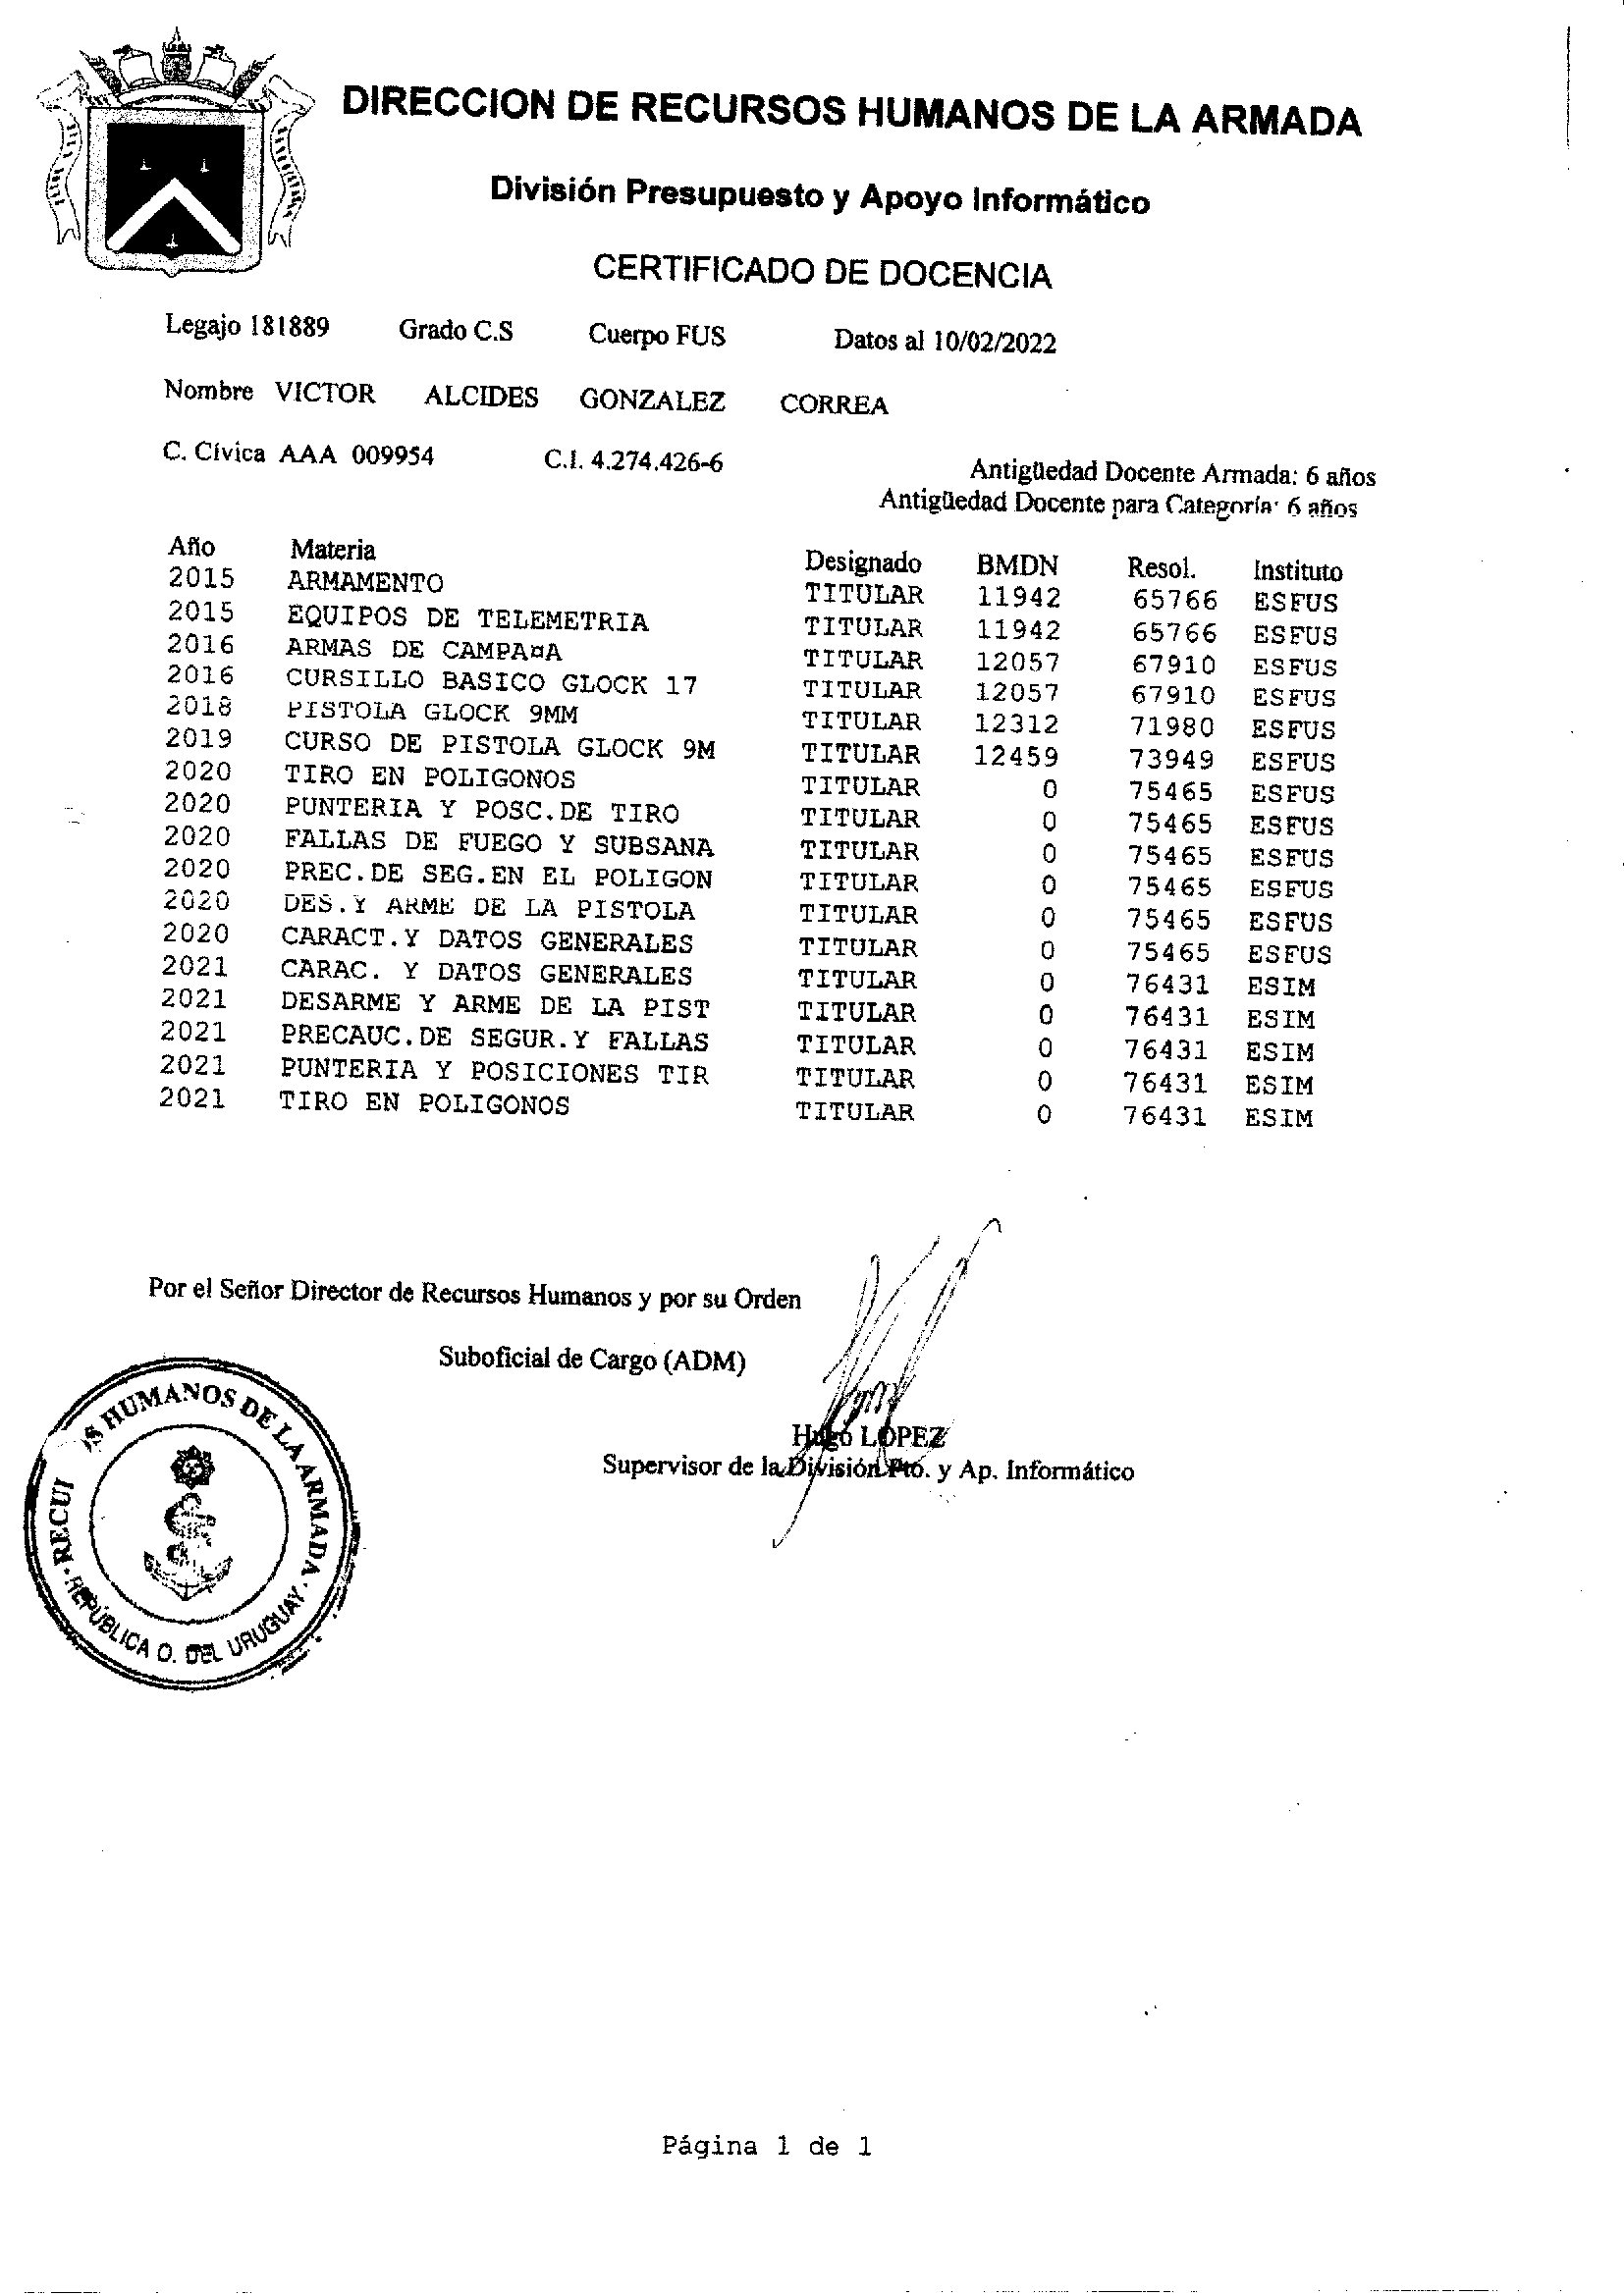 DIRECCION DE RECURSOS HUMANOS DE LA ARMADA
División Presupuesto y Apoyo Informático
CERTIFICADO DE DOCENCIA
Legajo 181889 Grado C.S Cuerpo FUS Datos al 10/02/2022
Nombre VICTOR ALCIDES GONZALEZ CORREA
C. Cívica AAA 009954 C.I. 4.274.426-6
Antigüedad Docente Armada: 6 años
Antigüedad Docente para Categoría: 6 años
Año Materia Designado BMDN Resol. Instituto
2015 ARMAMENTO TITULAR 11942 65766 ESFUS
2015 EQUIPOS DE TELEMETRIA TITULAR 11942 65766 ESFUS
2016 ARMAS DE CAMPA¤A TITULAR 12057 67910 ESFUS
2016 CURSILLO BASICO GLOCK 17 TITULAR 12057 67910 ESFUS
2018 PISTOLA GLOCK 9MM TITULAR 12312 71980 ESFUS
2019 CURSO DE PISTOLA GLOCK 9M TITULAR 12459 73949 ESFUS
2020 TIRO EN POLIGONOS TITULAR 0 75465 ESFUS
2020 PUNTERIA Y POSC.DE TIRO TITULAR 0 75465 ESFUS
2020 FALLAS DE FUEGO Y SUBSANA TITULAR 0 75465 ESFUS
2020 PREC.DE SEG.EN EL POLIGON TITULAR 0 75465 ESFUS
2020 DES.Y ARME DE LA PISTOLA TITULAR 0 75465 ESFUS
2020 CARACT.Y DATOS GENERALES TITULAR 0 75465 ESFUS
2021 CARAC. Y DATOS GENERALES TITULAR 0 76431 ESIM
2021 DESARME Y ARME DE LA PIST TITULAR 0 76431 ESIM
2021 PRECAUC.DE SEGUR.Y FALLAS TITULAR 0 76431 ESIM
2021 PUNTERIA Y POSICIONES TIR TITULAR 0 76431 ESIM
2021 TIRO EN POLIGONOS TITULAR 0 76431 ESIM
Por el Señor Director de Recursos Humanos y por su Orden
Suboficial de Cargo (ADM)
Hugo LOPEZ
Supervisor de la División Pto. y Ap. Informático
RECU HUMANOS DE LA ARMADA
REPÚBLICA O. DEL URUGUAY
Página 1 de 1